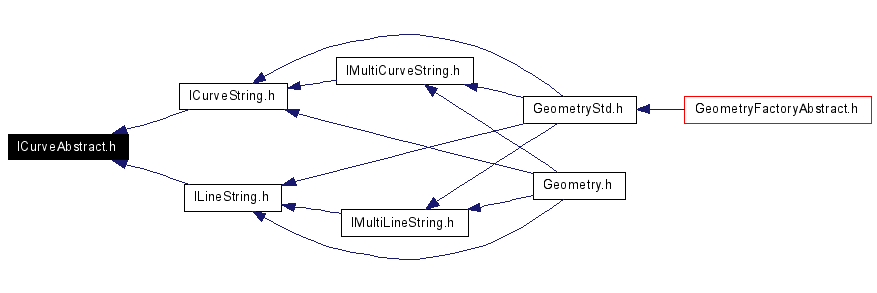 IMultiCurveString.h
ICurveString.h
GeometryStd.h
GeometryFactoryAbstract.h
ICurveAbstract.h
Geometry.h
ILineString.h
IMultiLineString.h